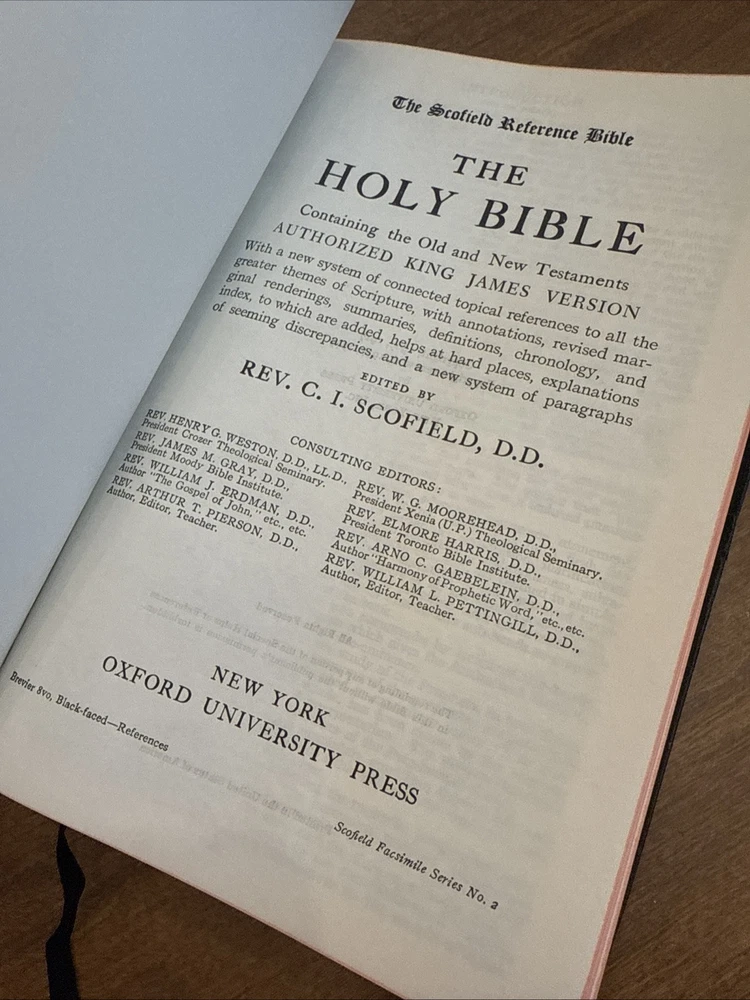 The Scofield Reference Bible
THE
HOLY BIBLE
Containing the Old and New Testaments
AUTHORIZED KING JAMES VERSION
With a new system of connected topical references to all the
greater themes of Scripture, with annotations, revised mar-
ginal renderings, summaries, definitions, chronology, and
index, to which are added, helps at hard places, explanations
of seeming discrepancies, and a new system of paragraphs
EDITED BY
REV. C. I. SCOFIELD, D.D.
CONSULTING EDITORS:
REV. HENRY G. WESTON, D.D., LL.D.,
President Crozer Theological Seminary.
REV. JAMES M. GRAY, D.D.,
President Moody Bible Institute.
REV. WILLIAM J. ERDMAN, D.D.,
Author "The Gospel of John," etc., etc.
REV. ARTHUR T. PIERSON, D.D.,
Author, Editor, Teacher.
REV. W. G. MOOREHEAD, D.D.,
President Xenia (U.P.) Theological Seminary.
REV. ELMORE HARRIS, D.D.,
President Toronto Bible Institute.
REV. ARNO C. GAEBELEIN, D.D.,
Author "Harmony of Prophetic Word," etc., etc.
REV. WILLIAM L. PETTINGILL, D.D.,
Author, Editor, Teacher.
NEW YORK
OXFORD UNIVERSITY PRESS
Brevier 8vo, Black-faced—References
Scofield Facsimile Series No. 2